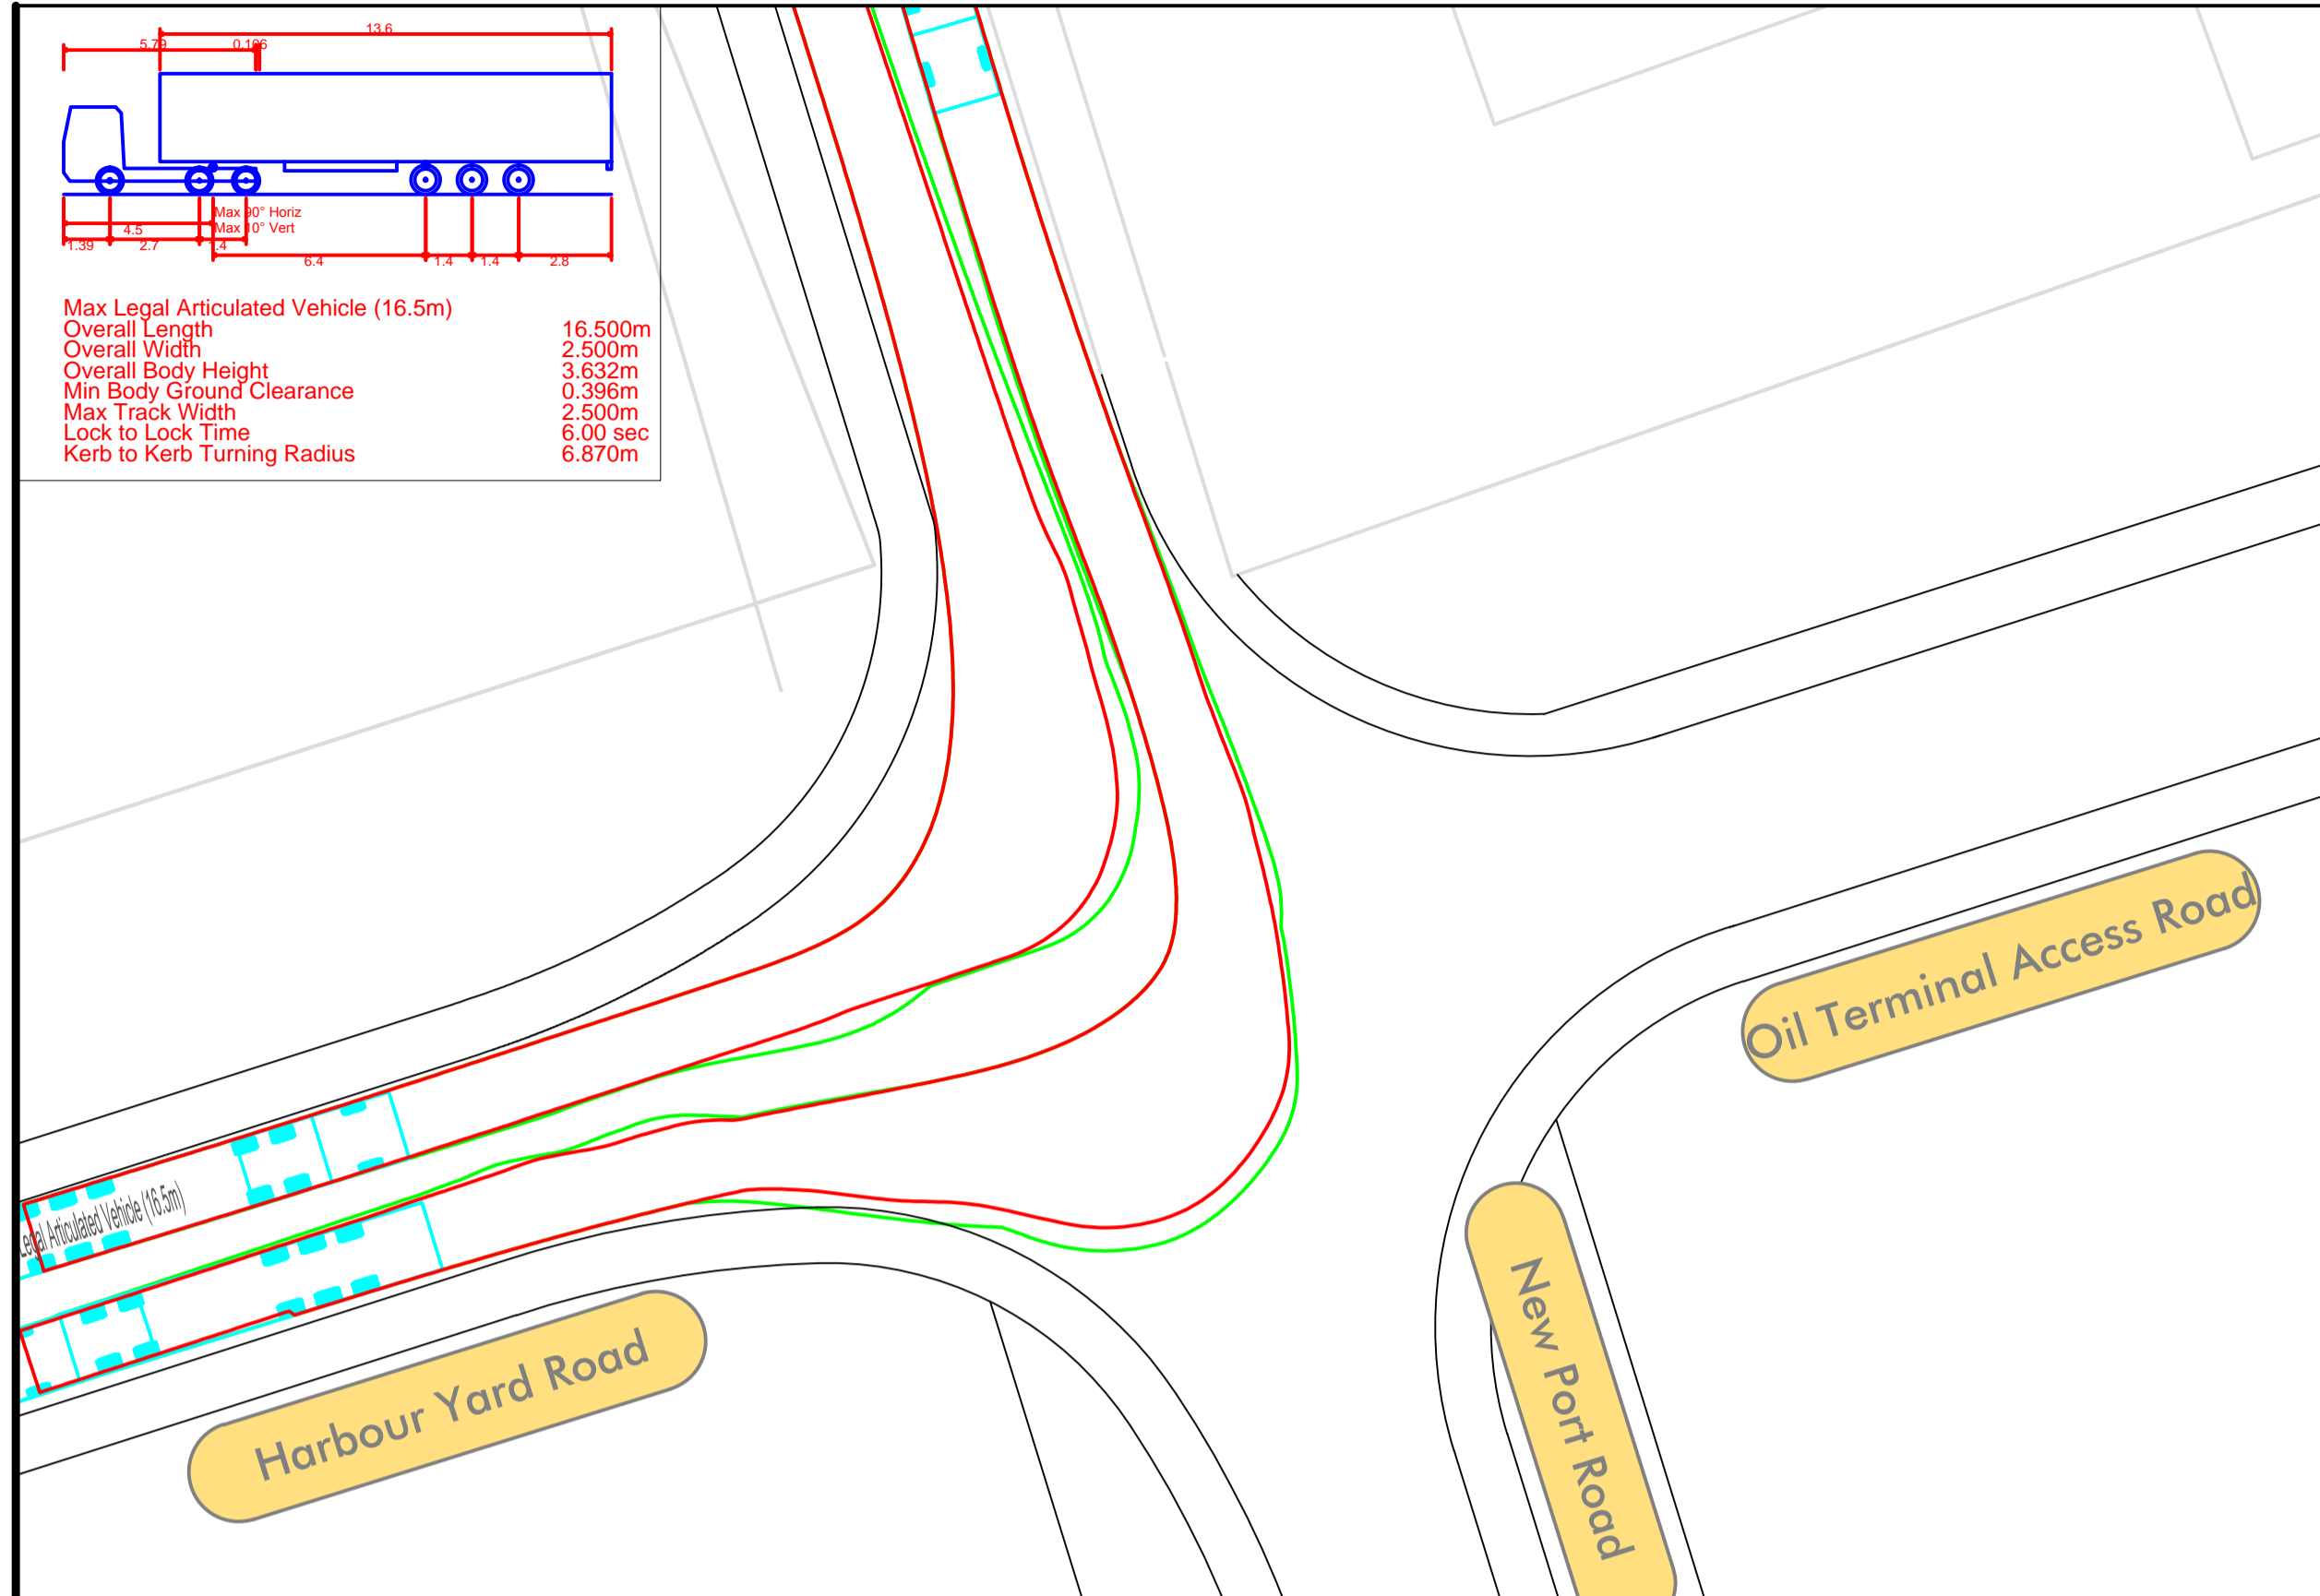 13.6
5.79 0.106
Max 90° Horiz
4.5 Max 10° Vert
1.39 2.7 1.4
6.4 1.4 1.4 2.8
Max Legal Articulated Vehicle (16.5m)
Overall Length 16.500m
Overall Width 2.500m
Overall Body Height 3.632m
Min Body Ground Clearance 0.396m
Max Track Width 2.500m
Lock to Lock Time 6.00 sec
Kerb to Kerb Turning Radius 6.870m
Oil Terminal Access Road
Legal Articulated Vehicle (16.5m)
Harbour Yard Road
New Port Road